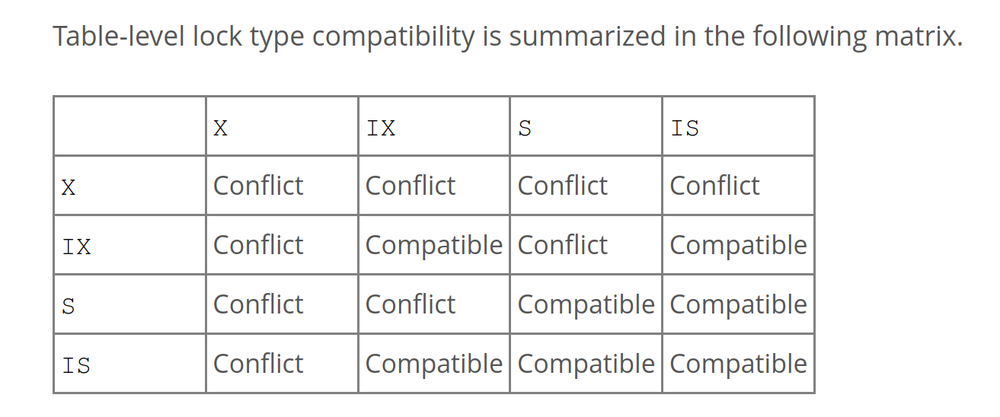 Table-level lock type compatibility is summarized in the following matrix.
X IX S IS
X Conflict Conflict Conflict Conflict
IX Conflict Compatible Conflict Compatible
S Conflict Conflict Compatible Compatible
IS Conflict Compatible Compatible Compatible